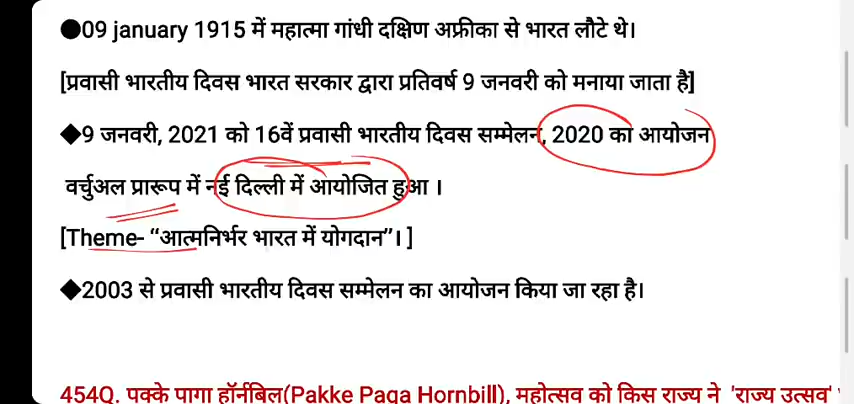 ●09 january 1915 में महात्मा गांधी दक्षिण अफ्रीका से भारत लौटे थे।
[प्रवासी भारतीय दिवस भारत सरकार द्वारा प्रतिवर्ष 9 जनवरी को मनाया जाता है]
◆9 जनवरी, 2021 को 16वें प्रवासी भारतीय दिवस सम्मेलन, 2020 का आयोजन
वर्चुअल प्रारूप में नई दिल्ली में आयोजित हुआ ।
[Theme- “आत्मनिर्भर भारत में योगदान”। ]
◆2003 से प्रवासी भारतीय दिवस सम्मेलन का आयोजन किया जा रहा है।
454Q. पक्के पागा हॉर्नबिल(Pakke Paga Hornbill), महोत्सव को किस राज्य ने 'राज्य उत्सव'